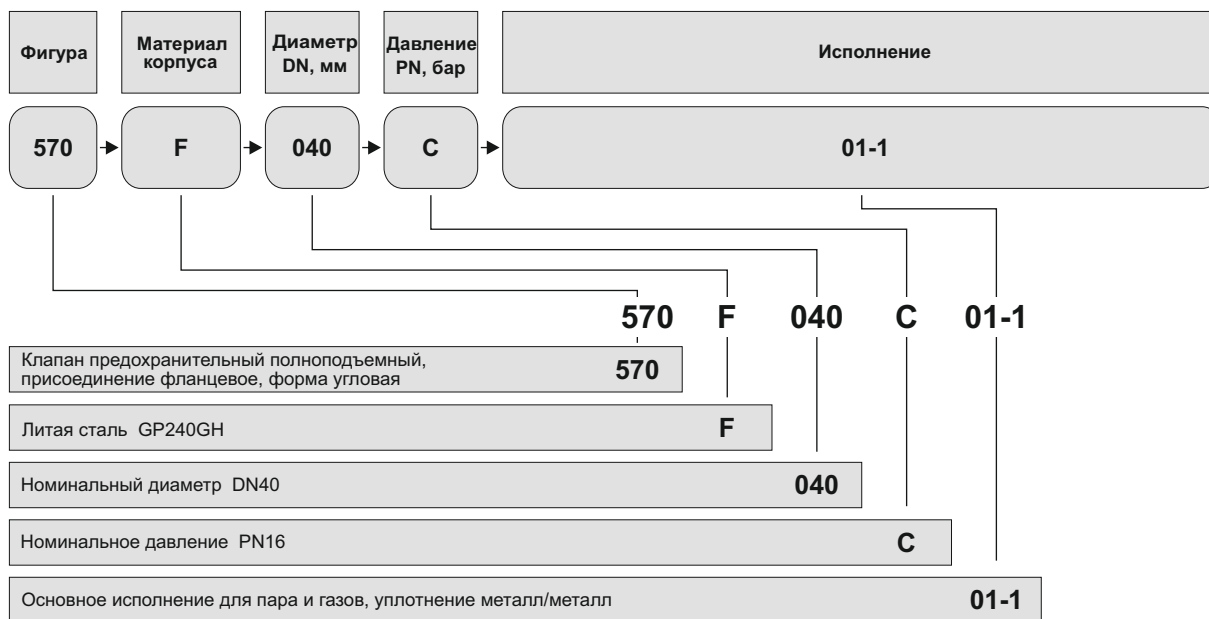 Фигура
Материал
корпуса
Диаметр
DN, мм
Давление
PN, бар
Исполнение
570
F
040
C
01-1
570 F 040 C 01-1
Клапан предохранительный полноподъемный,
присоединение фланцевое, форма угловая
570
Литая сталь GP240GH
F
Номинальный диаметр DN40
040
Номинальное давление PN16
C
Основное исполнение для пара и газов, уплотнение металл/металл
01-1